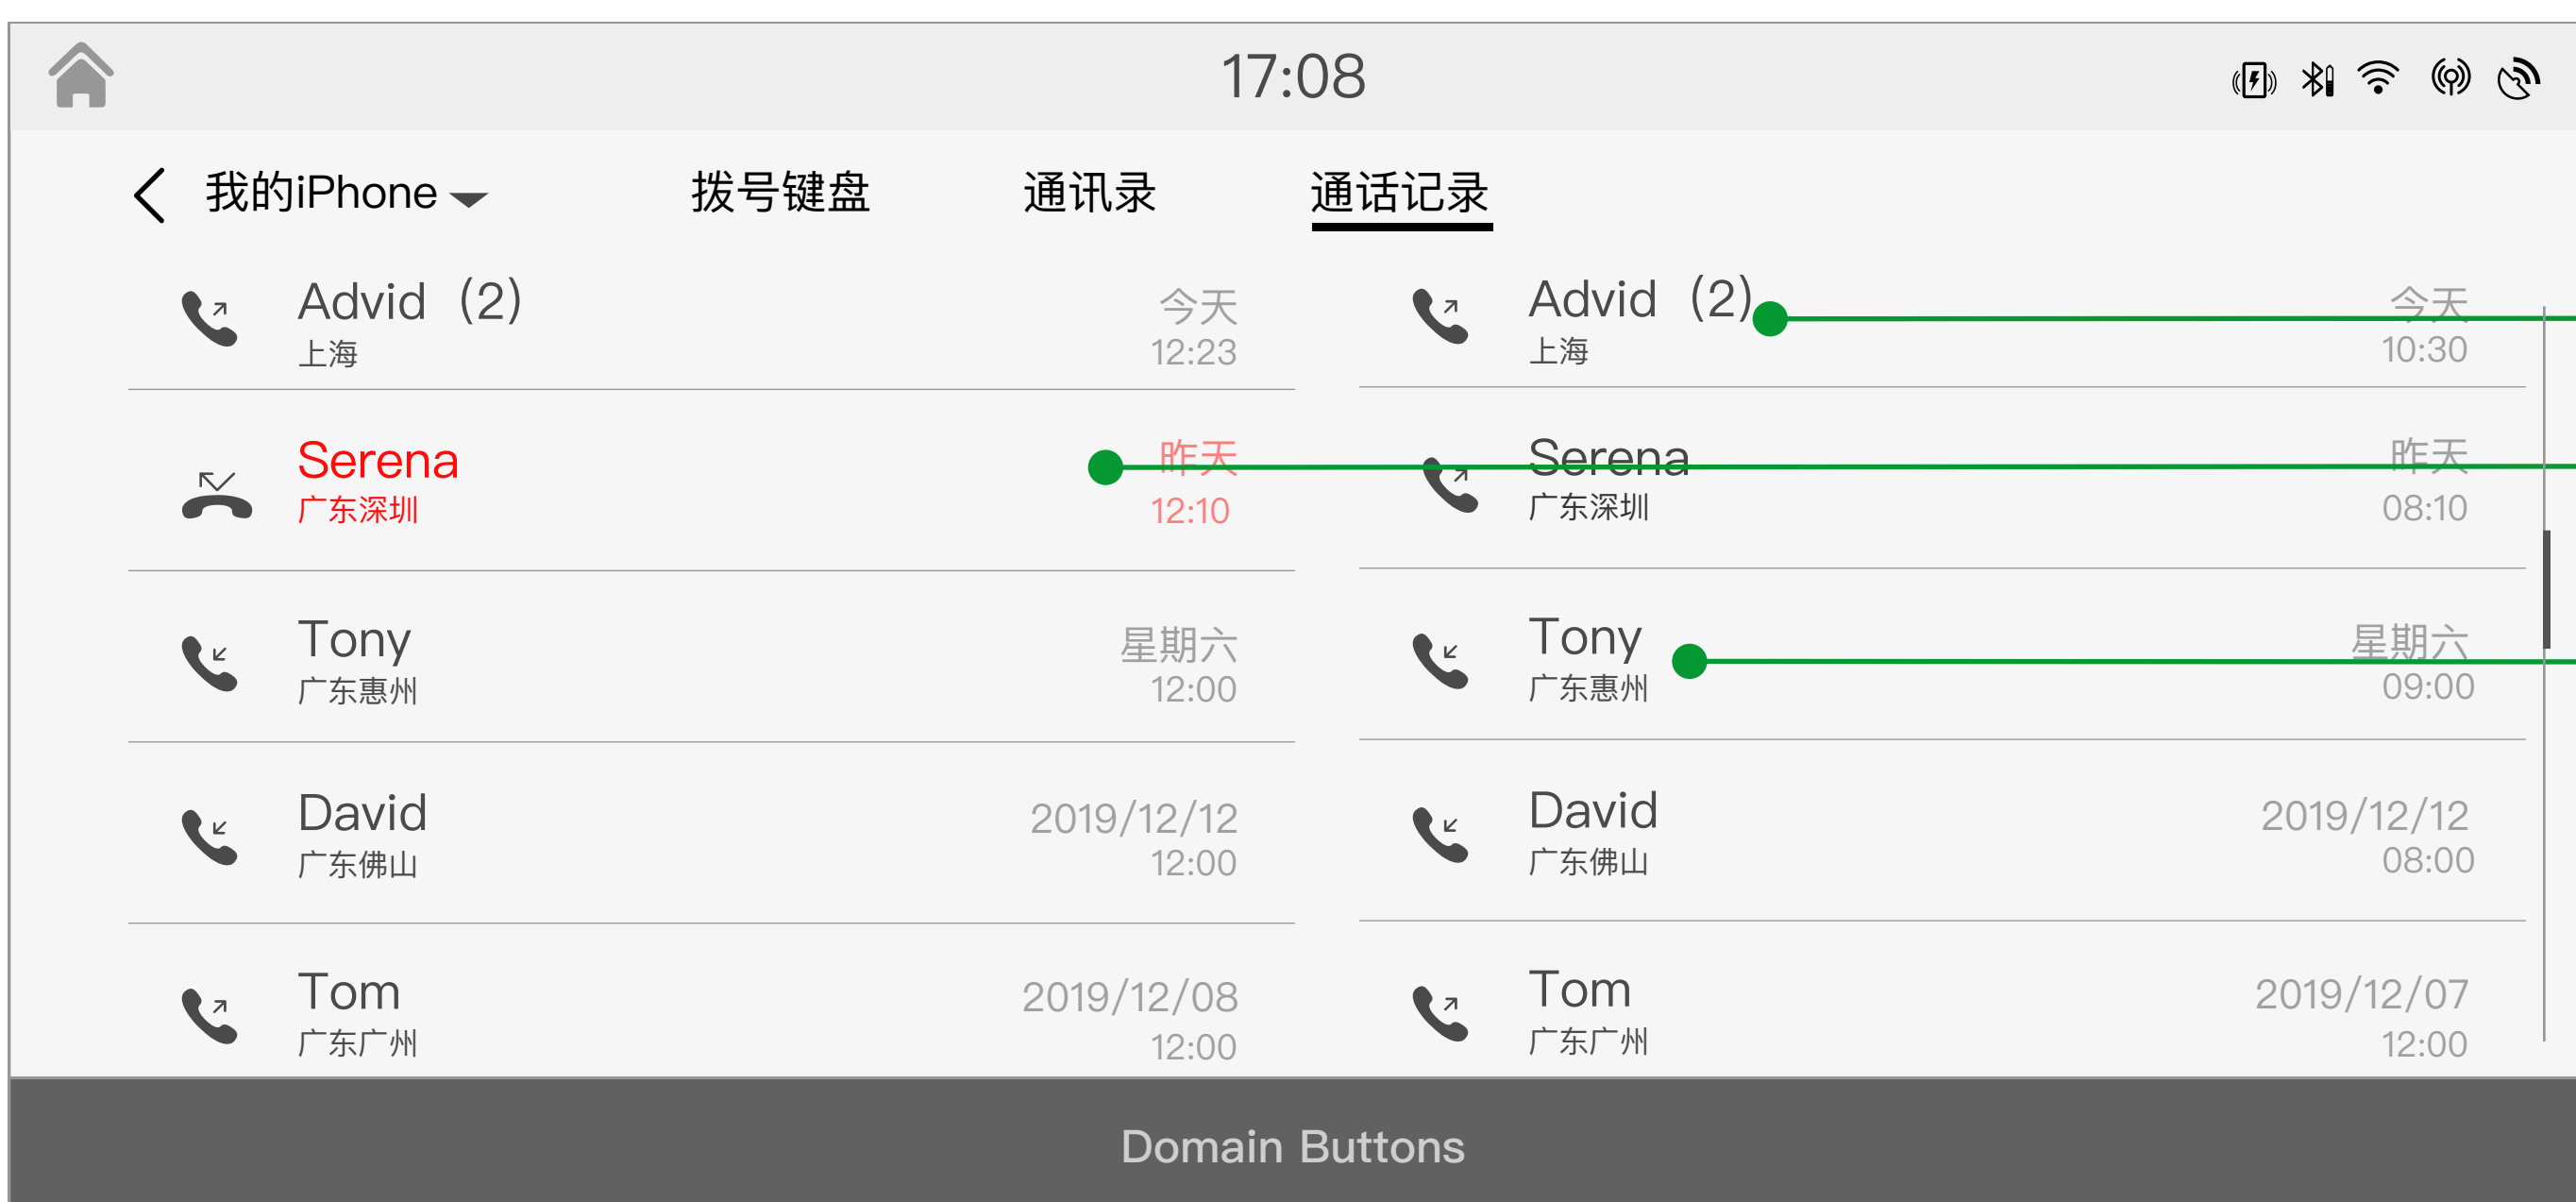 17:08
我的iPhone
拨号键盘
通讯录
通话记录
Advid（2）
上海
今天
12:23
Advid（2）
上海
今天
10:30
Serena
广东深圳
昨天
12:10
Serena
广东深圳
昨天
08:10
Tony
广东惠州
星期六
12:00
Tony
广东惠州
星期六
09:00
David
广东佛山
2019/12/12
12:00
David
广东佛山
2019/12/12
08:00
Tom
广东广州
2019/12/08
12:00
Tom
广东广州
2019/12/07
12:00
Domain Buttons